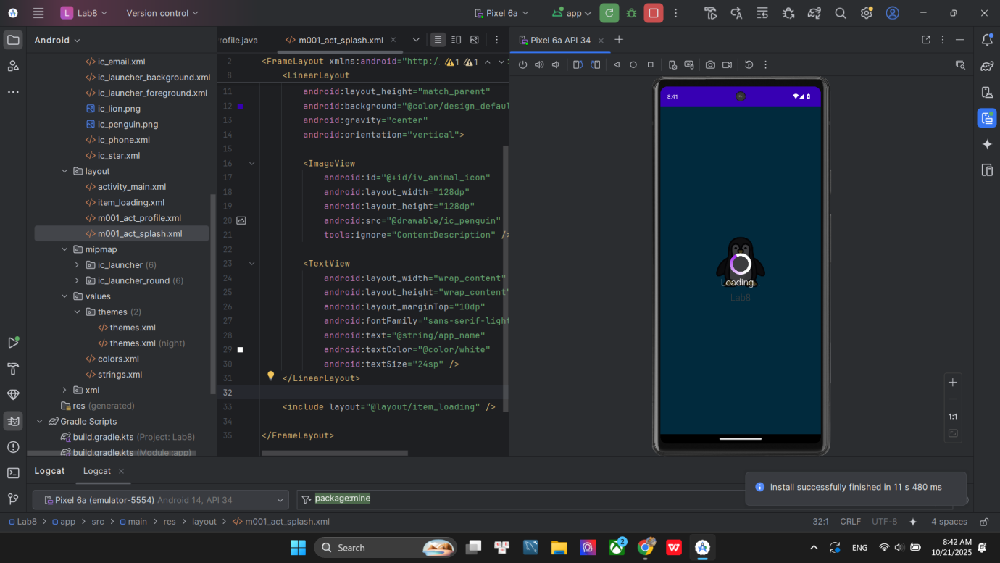 L Lab8
Version control
Pixel 6a
app
Android
rofile.java
m001_act_splash.xml
Pixel 6a API 34
ic_email.xml
ic_launcher_background.xml
ic_launcher_foreground.xml
ic_lion.png
ic_penguin.png
ic_phone.xml
ic_star.xml
layout
activity_main.xml
item_loading.xml
m001_act_profile.xml
m001_act_splash.xml
mipmap
ic_launcher (6)
ic_launcher_round (6)
values
themes (2)
themes.xml
themes.xml (night)
colors.xml
strings.xml
xml
res (generated)
Gradle Scripts
build.gradle.kts (Project: Lab8)
build.gradle.kts (Module :app)
2 <FrameLayout xmlns:android="http:/ 1 1
8 <LinearLayout
11 android:layout_height="match_parent"
12 android:background="@color/design_defau
13 android:gravity="center"
14 android:orientation="vertical">
15
16 <ImageView
17 android:id="@+id/iv_animal_icon"
18 android:layout_width="128dp"
19 android:layout_height="128dp"
20 android:src="@drawable/ic_penguin"
21 tools:ignore="ContentDescription" />
22
23 <TextView
24 android:layout_width="wrap_content"
25 android:layout_height="wrap_content"
26 android:layout_marginTop="10dp"
27 android:fontFamily="sans-serif-light
28 android:text="@string/app_name"
29 android:textColor="@color/white"
30 android:textSize="24sp" />
31 </LinearLayout>
32
33 <include layout="@layout/item_loading" />
34
35 </FrameLayout>
8:41
Loading...
Lab8
1:1
Logcat
Logcat
Pixel 6a (emulator-5554) Android 14, API 34
package:mine
Install successfully finished in 11 s 480 ms
Lab8 > app > src > main > res > layout > m001_act_splash.xml
32:1 CRLF UTF-8 4 spaces
Search
2
ENG
8:42 AM
10/21/2025